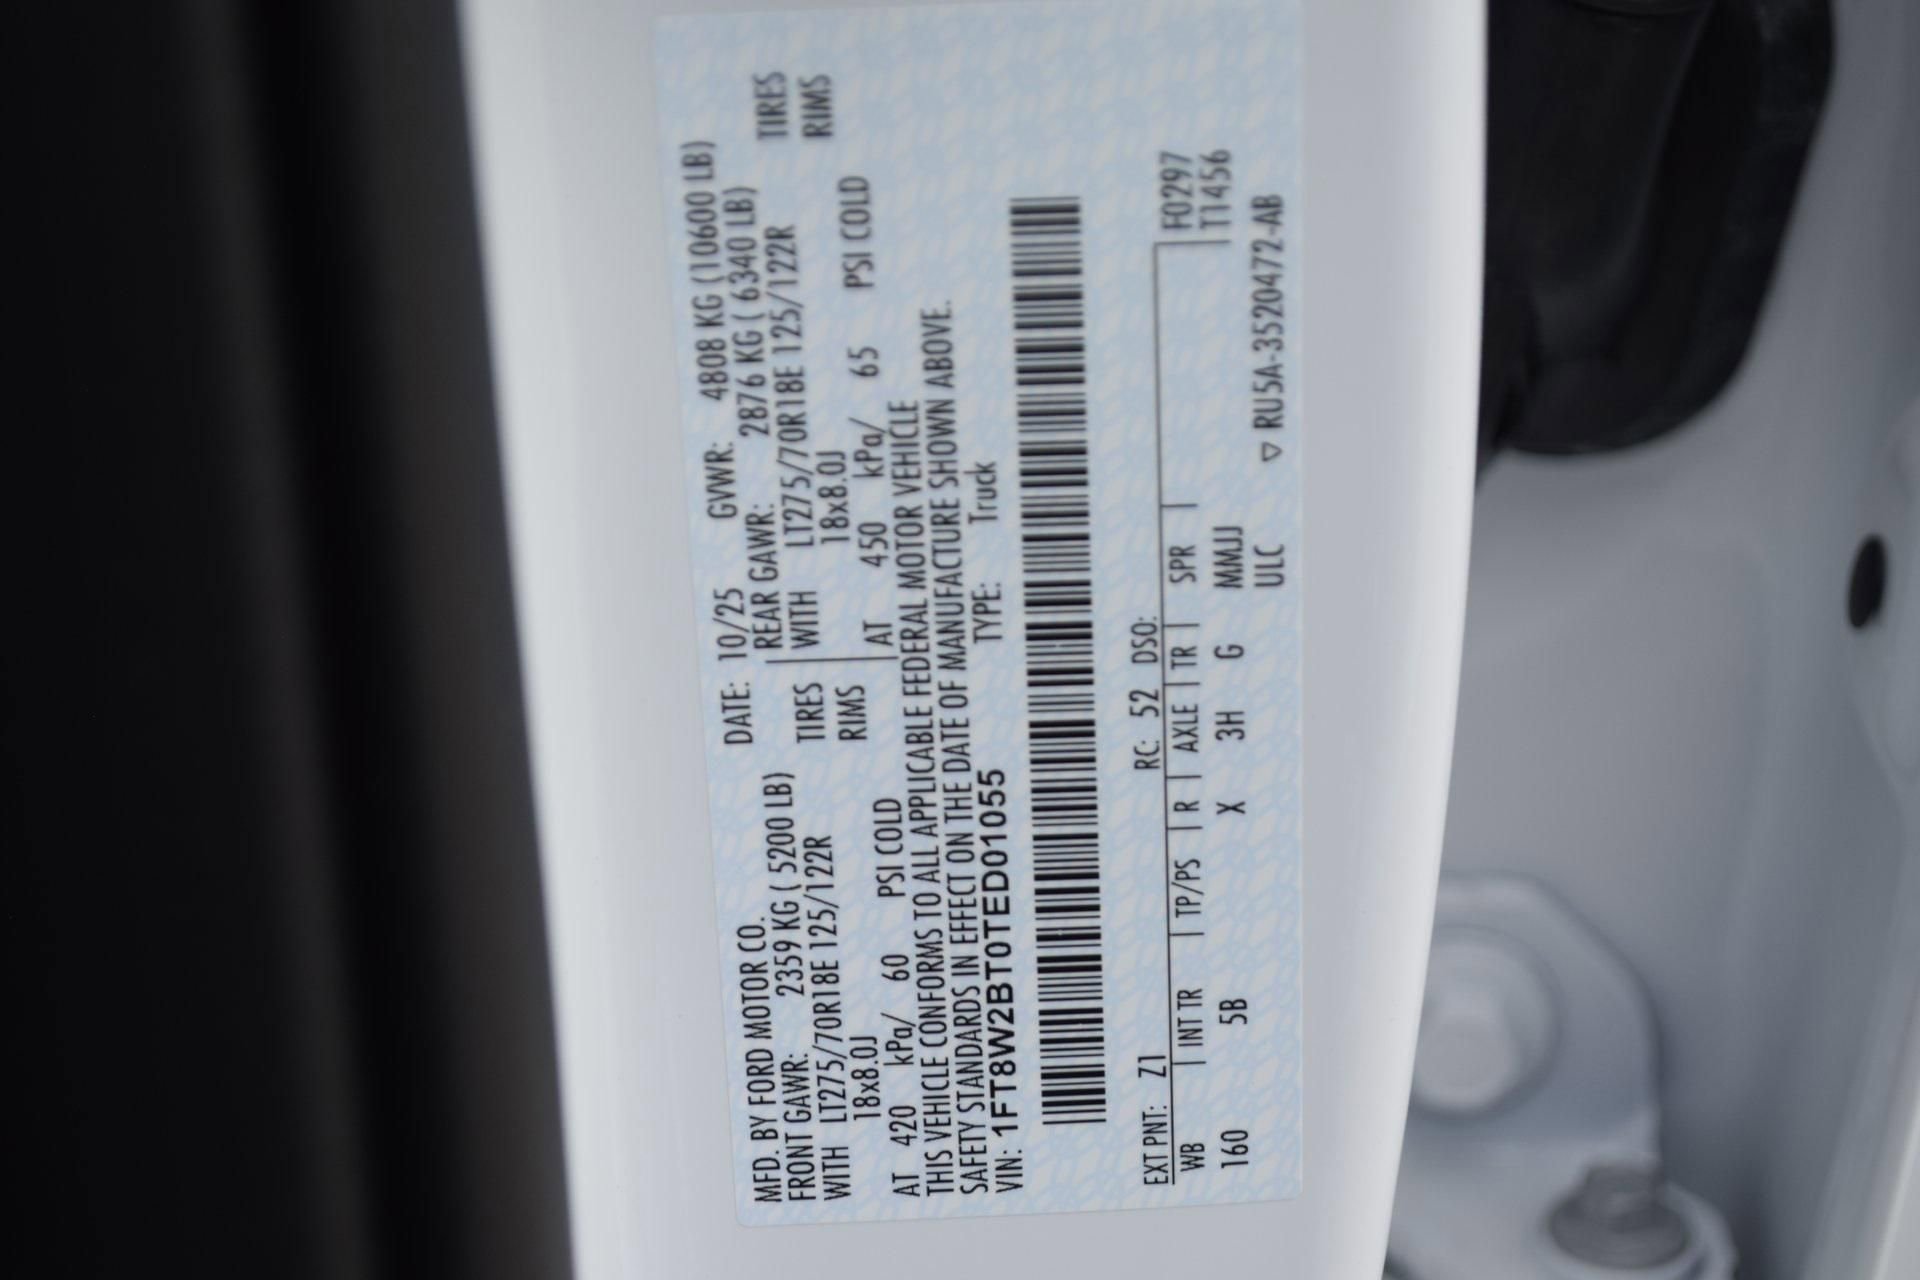 MFD. BY FORD MOTOR CO. DATE: 10/25 GVWR: 4808 KG (10600 LB)
FRONT GAWR: 2359 KG ( 5200 LB) REAR GAWR: 2876 KG ( 6340 LB)
WITH LT275/70R18E 125/122R TIRES WITH LT275/70R18E 125/122R TIRES
18x8.0J RIMS 18x8.0J RIMS
AT 420 kPa/ 60 PSI COLD AT 450 kPa/ 65 PSI COLD
THIS VEHICLE CONFORMS TO ALL APPLICABLE FEDERAL MOTOR VEHICLE
SAFETY STANDARDS IN EFFECT ON THE DATE OF MANUFACTURE SHOWN ABOVE.
VIN: 1FT8W2BT0TED01055 TYPE: Truck
EXT PNT: Z1 RC: 52 DSO: F0297
WB | INT TR | TP/PS | R | AXLE | TR | SPR | T1456
160 5B X 3H G MMJJ
ULC ▽ RU5A-3520472-AB